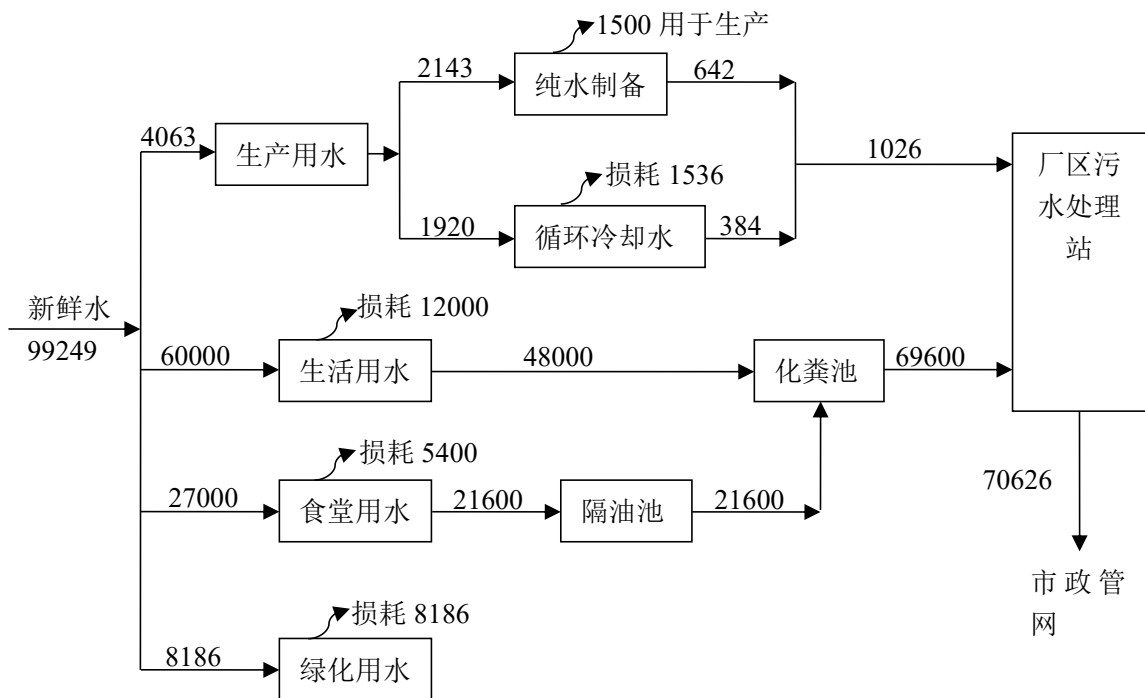 1500 用于生产
2143
纯水制备
642
4063
生产用水
1026
厂区污
水处理
站
损耗 1536
1920
循环冷却水
384
新鲜水
99249
损耗 12000
60000
生活用水
48000
化粪池
69600
损耗 5400
27000
食堂用水
21600
隔油池
21600
70626
市政管
网
损耗 8186
8186
绿化用水